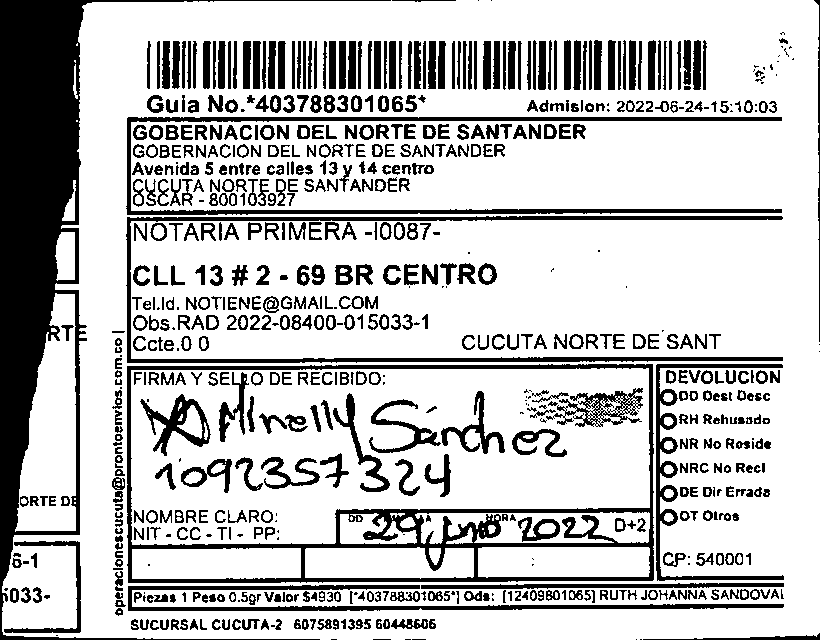 Guia No.*403788301065*
Admision: 2022-06-24-15:10:03
GOBERNACION DEL NORTE DE SANTANDER
GOBERNACION DEL NORTE DE SANTANDER
Avenida 5 entre calles 13 y 14 centro
CUCUTA NORTE DE SANTANDER
OSCAR - 800103927
NOTARIA PRIMERA -I0087-
CLL 13 # 2 - 69 BR CENTRO
Tel.Id. NOTIENE@GMAIL.COM
Obs.RAD 2022-08400-015033-1
Ccte.0 0
CUCUTA NORTE DE SANT
RTE
operacionescucuta@prontoenvios.com.co |
FIRMA Y SELLO DE RECIBIDO:
Minelly Sánchez
1092357324
DEVOLUCION
DD Dest Desc
RH Rehusado
NR No Reside
NRC No Recl
DE Dir Errada
OT Otros
ORTE DE
NOMBRE CLARO:
NIT - CC - TI - PP:
DD
HORA
29 junio 2022
D+2
CP: 540001
6-1
5033-
Piezas 1 Peso 0.5gr Valor $4930 [*403788301065*] Ods: [12409801065] RUTH JOHANNA SANDOVAL
SUCURSAL CUCUTA-2 6075891395 60448606